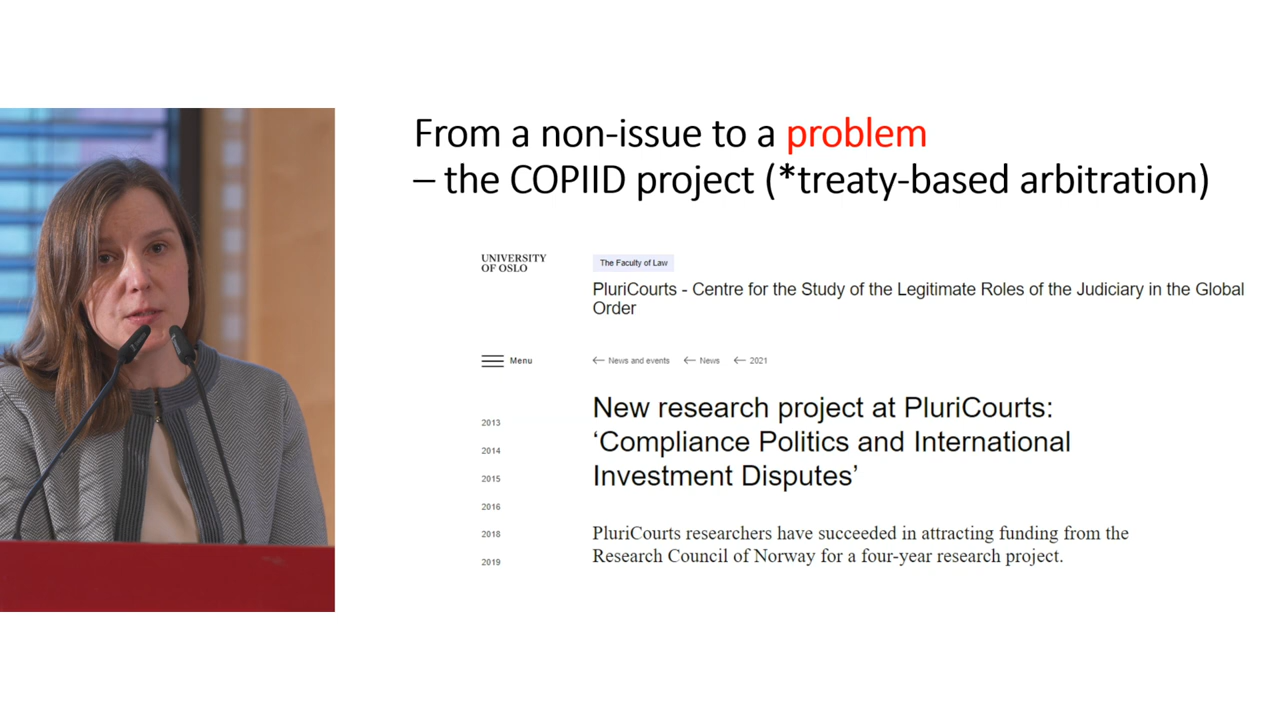 From a non-issue to a problem
– the COPIID project (*treaty-based arbitration)
UNIVERSITY
OF OSLO
The Faculty of Law
PluriCourts - Centre for the Study of the Legitimate Roles of the Judiciary in the Global
Order
Menu
← News and events ← News ← 2021
New research project at PluriCourts:
‘Compliance Politics and International
Investment Disputes’
PluriCourts researchers have succeeded in attracting funding from the
Research Council of Norway for a four-year research project.
2013
2014
2015
2016
2018
2019